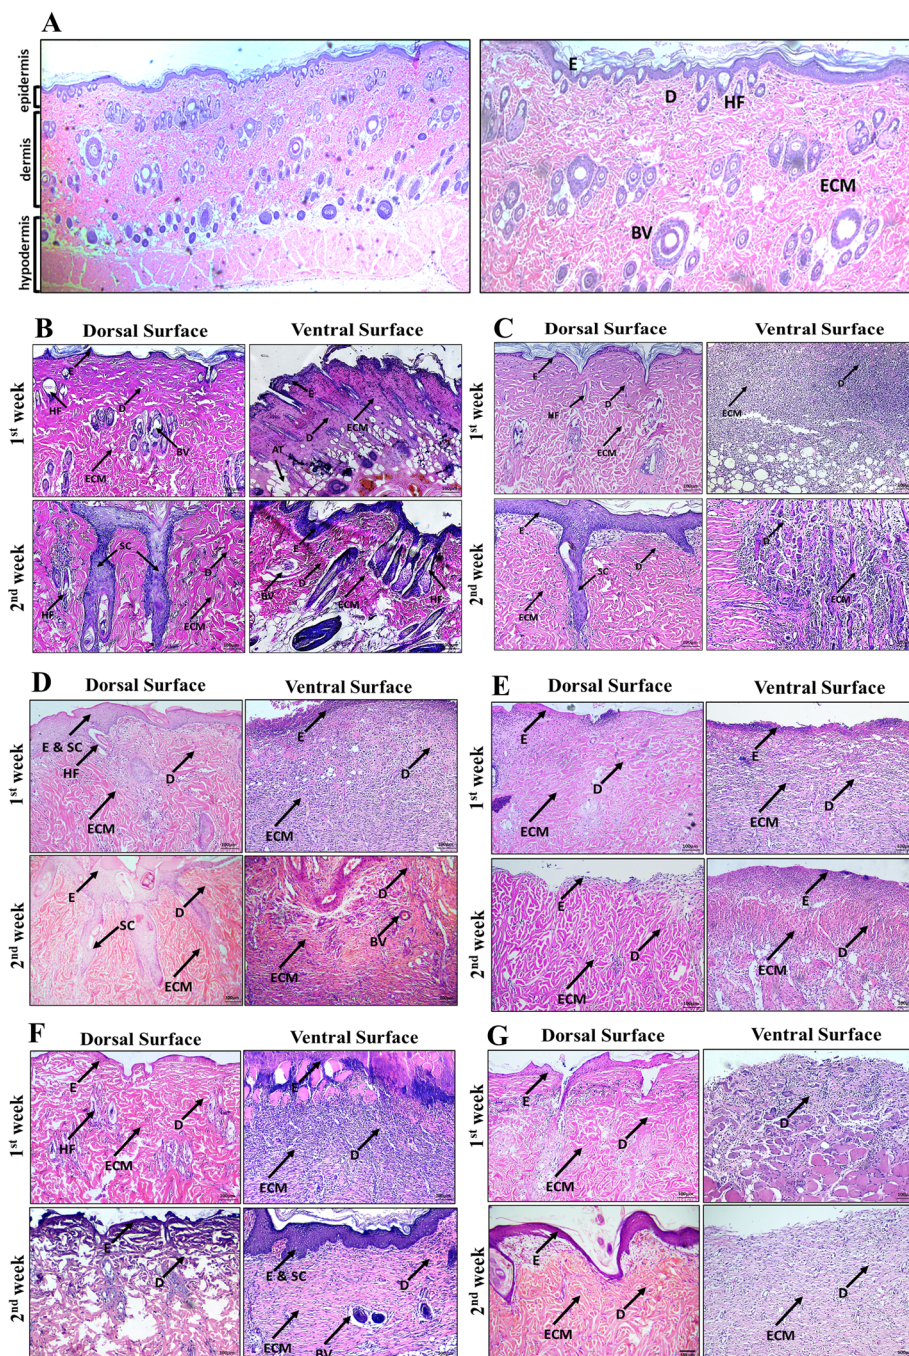 A
epidermis
dermis
hypodermis
E
D
HF
ECM
BV
B
Dorsal Surface
Ventral Surface
1st week
E
HF
D
BV
ECM
E
D
ECM
AT
2nd week
SC
D
HF
ECM
E
BV
D
ECM
HF
C
Dorsal Surface
Ventral Surface
1st week
E
HF
D
ECM
ECM
D
2nd week
E
SC
D
ECM
D
ECM
D
Dorsal Surface
Ventral Surface
1st week
E & SC
HF
D
ECM
100µm
E
D
ECM
2nd week
E
SC
D
ECM
D
BV
ECM
E
Dorsal Surface
Ventral Surface
1st week
E
D
ECM
100µm
E
ECM
D
2nd week
E
D
ECM
E
ECM
D
F
Dorsal Surface
Ventral Surface
1st week
E
HF
ECM
D
E
D
ECM
2nd week
E
D
E & SC
D
ECM
BV
G
Dorsal Surface
Ventral Surface
1st week
E
D
ECM
D
2nd week
E
ECM
D
D
ECM